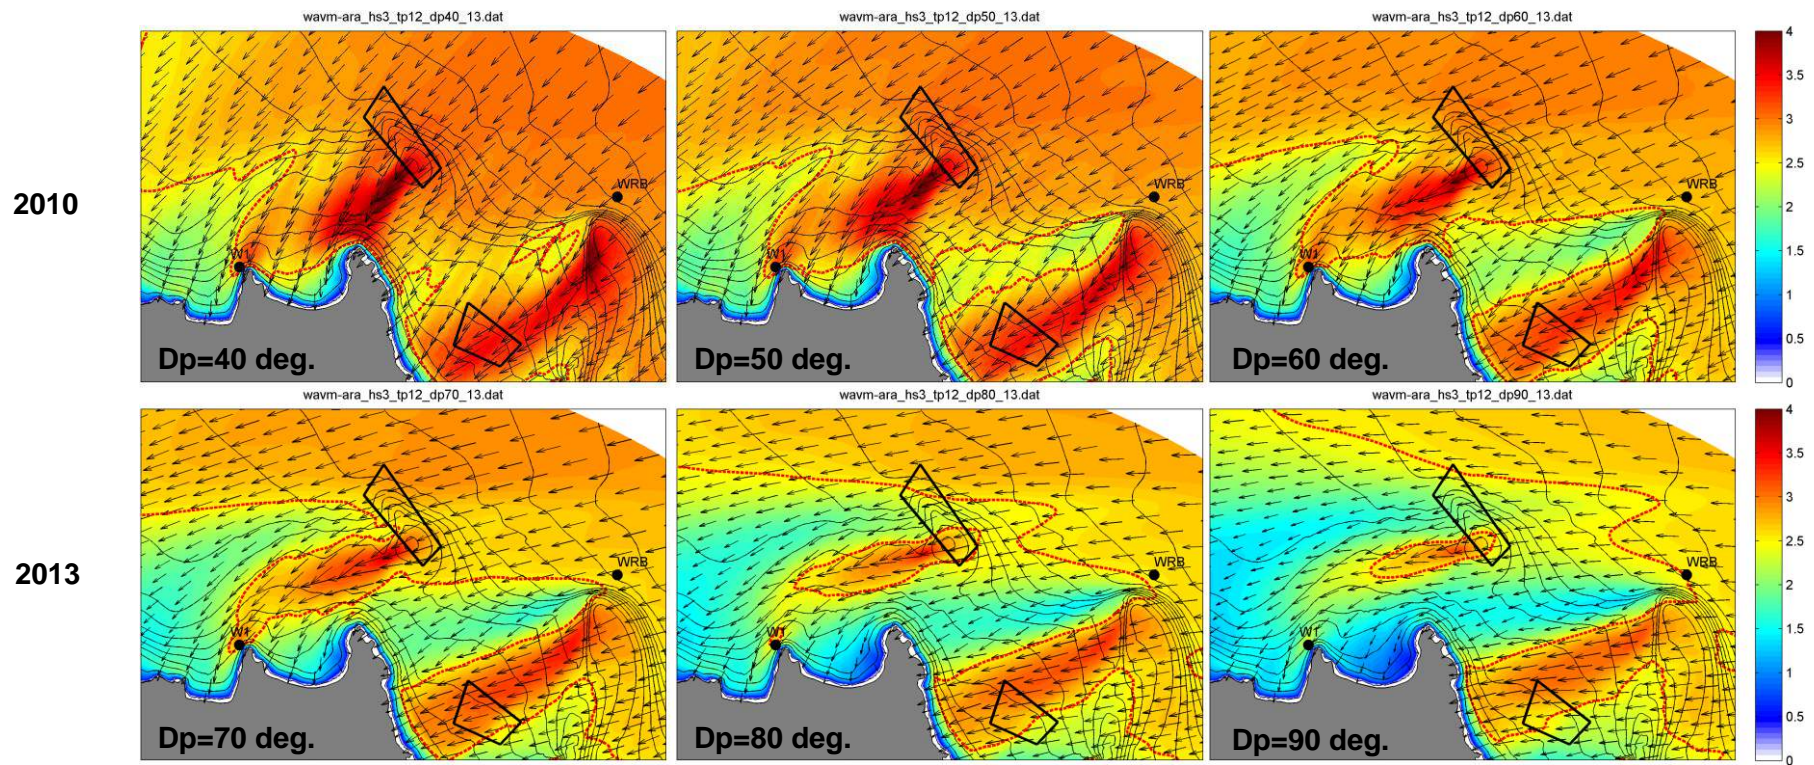 wavm-ara_hs3_tp12_dp40_13.dat
wavm-ara_hs3_tp12_dp50_13.dat
wavm-ara_hs3_tp12_dp60_13.dat
2010
WRB
W1
Dp=40 deg.
WRB
W1
Dp=50 deg.
WRB
W1
Dp=60 deg.
4
3.5
3
2.5
2
1.5
1
0.5
0
wavm-ara_hs3_tp12_dp70_13.dat
wavm-ara_hs3_tp12_dp80_13.dat
wavm-ara_hs3_tp12_dp90_13.dat
2013
WRB
W1
Dp=70 deg.
WRB
W1
Dp=80 deg.
WRB
W1
Dp=90 deg.
4
3.5
3
2.5
2
1.5
1
0.5
0